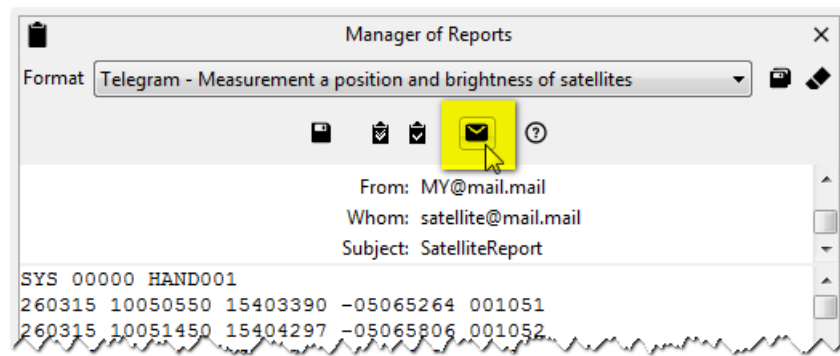 Manager of Reports
Format Telegram - Measurement a position and brightness of satellites
From: MY@mail.mail
Whom: satellite@mail.mail
Subject: SatelliteReport
SYS 00000 HAND001
260315 10050550 15403390 -05065264 001051
260315 10051450 15404297 -05065806 001052